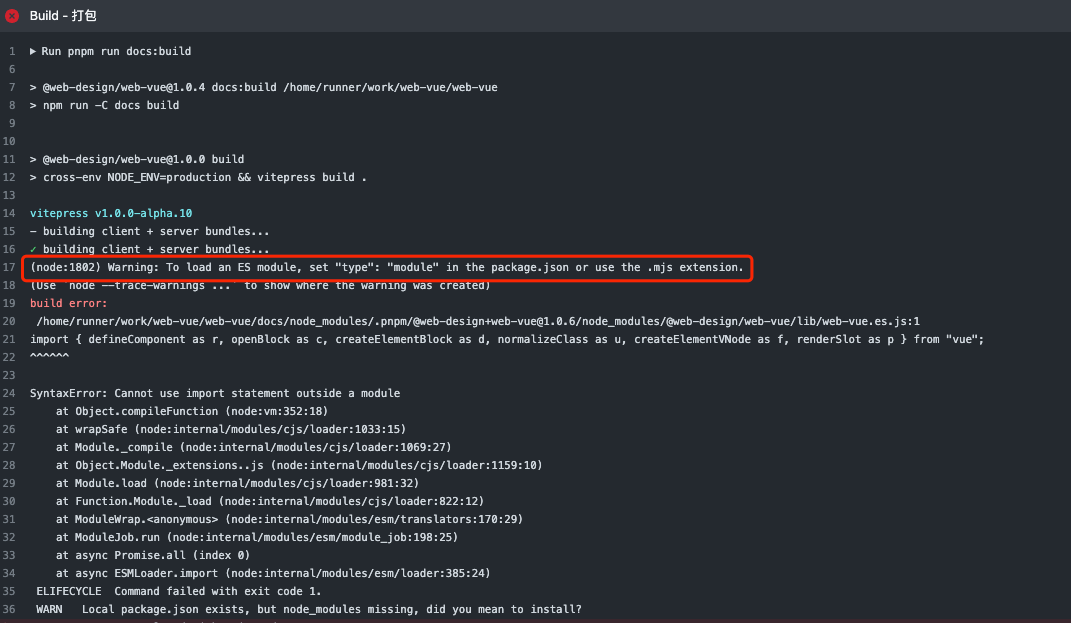 Build - 打包
1 ▶ Run pnpm run docs:build
6
7 > @web-design/web-vue@1.0.4 docs:build /home/runner/work/web-vue/web-vue
8 > npm run -C docs build
9
10
11 > @web-design/web-vue@1.0.0 build
12 > cross-env NODE_ENV=production && vitepress build .
13
14 vitepress v1.0.0-alpha.10
15 - building client + server bundles...
16 ✓ building client + server bundles...
17 (node:1802) Warning: To load an ES module, set "type": "module" in the package.json or use the .mjs extension.
18 (Use `node --trace-warnings ...` to show where the warning was created)
19 build error:
20 /home/runner/work/web-vue/web-vue/docs/node_modules/.pnpm/@web-design+web-vue@1.0.6/node_modules/@web-design/web-vue/lib/web-vue.es.js:1
21 import { defineComponent as r, openBlock as c, createElementBlock as d, normalizeClass as u, createElementVNode as f, renderSlot as p } from "vue";
22 ^^^^^^
23
24 SyntaxError: Cannot use import statement outside a module
25 at Object.compileFunction (node:vm:352:18)
26 at wrapSafe (node:internal/modules/cjs/loader:1033:15)
27 at Module._compile (node:internal/modules/cjs/loader:1069:27)
28 at Object.Module._extensions..js (node:internal/modules/cjs/loader:1159:10)
29 at Module.load (node:internal/modules/cjs/loader:981:32)
30 at Function.Module._load (node:internal/modules/cjs/loader:822:12)
31 at ModuleWrap.<anonymous> (node:internal/modules/esm/translators:170:29)
32 at ModuleJob.run (node:internal/modules/esm/module_job:198:25)
33 at async Promise.all (index 0)
34 at async ESMLoader.import (node:internal/modules/esm/loader:385:24)
35 ELIFECYCLE Command failed with exit code 1.
36 WARN Local package.json exists, but node_modules missing, did you mean to install?